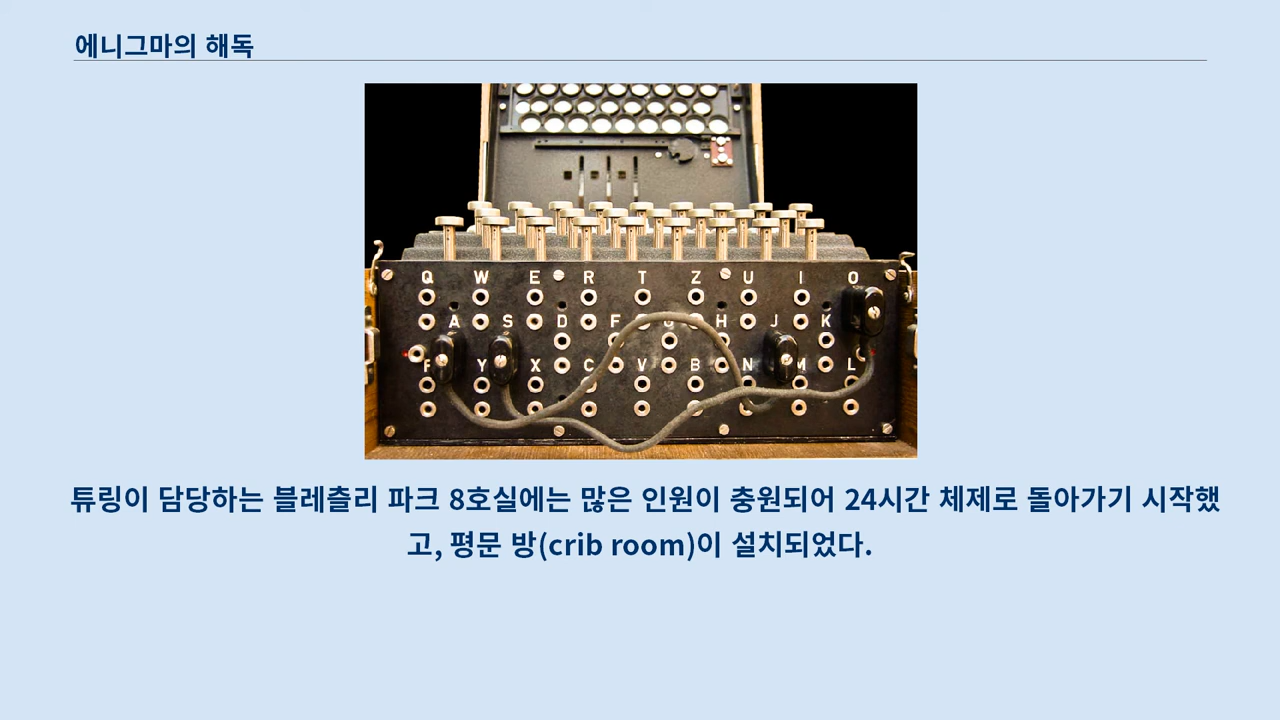 에니그마의 해독
Q W E R T Z U I O
A S D F G H J K
P Y X C V B N M L
튜링이 담당하는 블레츨리 파크 8호실에는 많은 인원이 충원되어 24시간 체제로 돌아가기 시작했
고, 평문 방(crib room)이 설치되었다.